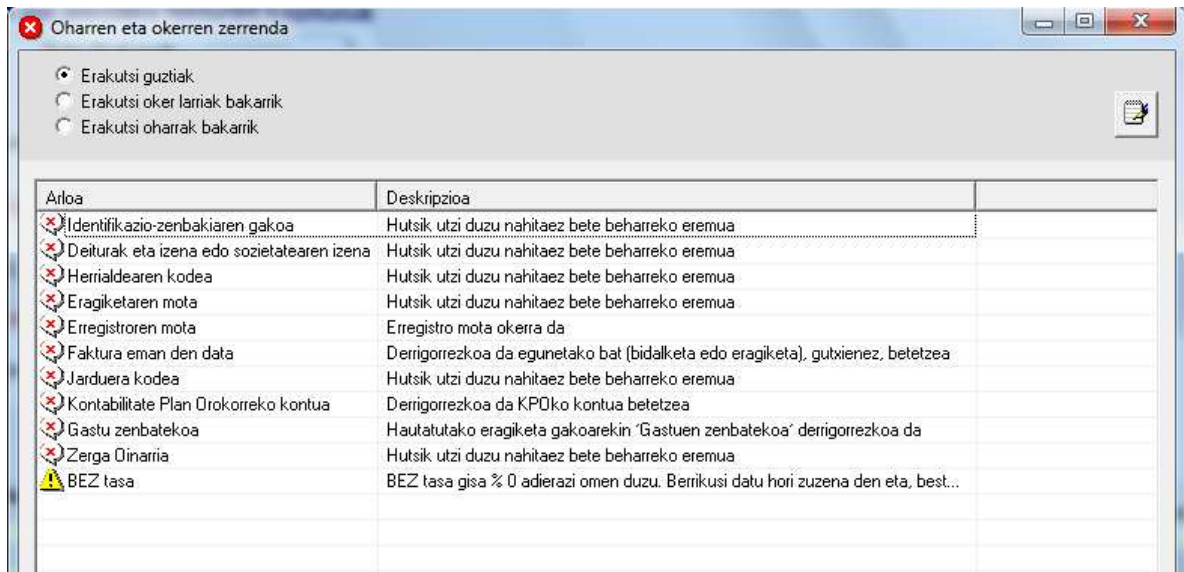 Oharren eta okerren zerrenda
Erakutsi guztiak
Erakutsi oker larriak bakarrik
Erakutsi oharrak bakarrik
Arloa Deskripzioa
Identifikazio-zenbakiaren gakoa Hutsik utzi duzu nahitaez bete beharreko eremua
Deiturak eta izena edo sozietatearen izena Hutsik utzi duzu nahitaez bete beharreko eremua
Herrialdearen kodea Hutsik utzi duzu nahitaez bete beharreko eremua
Eragiketaren mota Hutsik utzi duzu nahitaez bete beharreko eremua
Erregistroren mota Erregistro mota okerra da
Faktura eman den data Derrigorrezkoa da egunetako bat (bidalketa edo eragiketa), gutxienez, betetzea
Jarduera kodea Hutsik utzi duzu nahitaez bete beharreko eremua
Kontabilitate Plan Orokorreko kontua Derrigorrezkoa da KPOko kontua betetzea
Gastu zenbatekoa Hautatutako eragiketa gakoarekin ´Gastuen zenbatekoa´ derrigorrezkoa da
Zerga Oinarria Hutsik utzi duzu nahitaez bete beharreko eremua
BEZ tasa BEZ tasa gisa % 0 adierazi omen duzu. Berrikusi datu hori zuzena den eta, best...